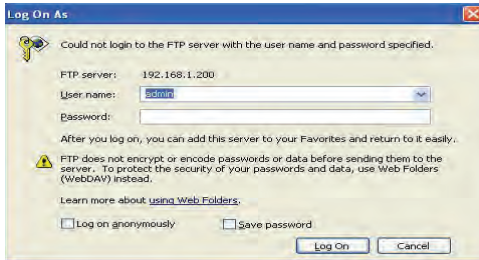 Log On As
Could not login to the FTP server with the user name and password specified.
FTP server: 192.168.1.200
User name: admin
Password:
After you log on, you can add this server to your Favorites and return to it easily.
FTP does not encrypt or encode passwords or data before sending them to the
server. To protect the security of your passwords and data, use Web Folders
(WebDAV) instead.
Learn more about using Web Folders.
Log on anonymously Save password
Log On Cancel